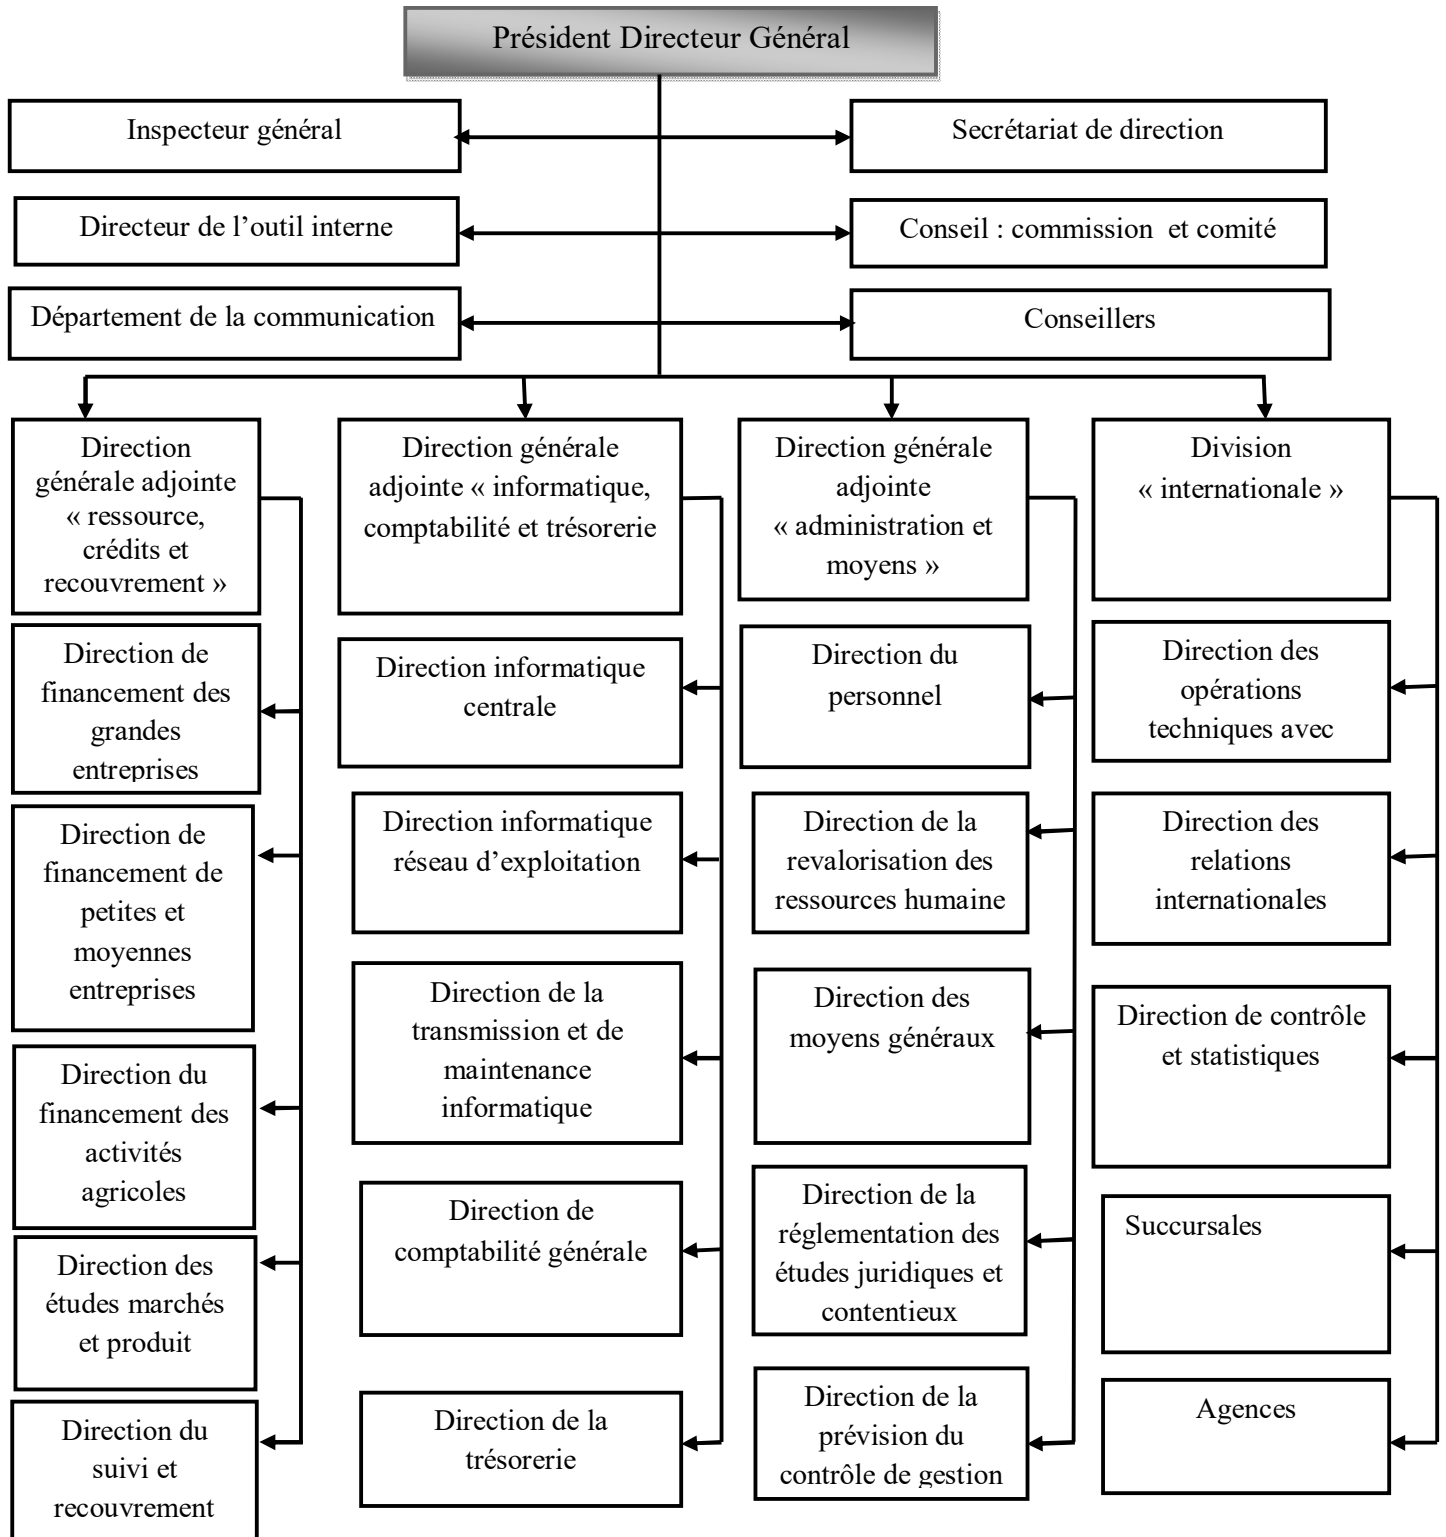 Président Directeur Général
Inspecteur général
Secrétariat de direction
Directeur de l’outil interne
Conseil : commission  et comité
Département de la communication
Conseillers
Direction
générale adjointe
« ressource,
crédits et
recouvrement »
Direction de
financement des
grandes
entreprises
Direction de
financement de
petites et
moyennes
entreprises
Direction du
financement des
activités
agricoles
Direction des
études marchés
et produit
Direction du
suivi et
recouvrement
Direction générale
adjointe « informatique,
comptabilité et trésorerie
Direction informatique
centrale
Direction informatique
réseau d’exploitation
Direction de la
transmission et de
maintenance
informatique
Direction de
comptabilité générale
Direction de la
trésorerie
Direction générale
adjointe
« administration et
moyens »
Direction du
personnel
Direction de la
revalorisation des
ressources humaine
Direction des
moyens généraux
Direction de la
réglementation des
études juridiques et
contentieux
Direction de la
prévision du
contrôle de gestion
Division
« internationale »
Direction des
opérations
techniques avec
Direction des
relations
internationales
Direction de contrôle
et statistiques
Succursales
Agences